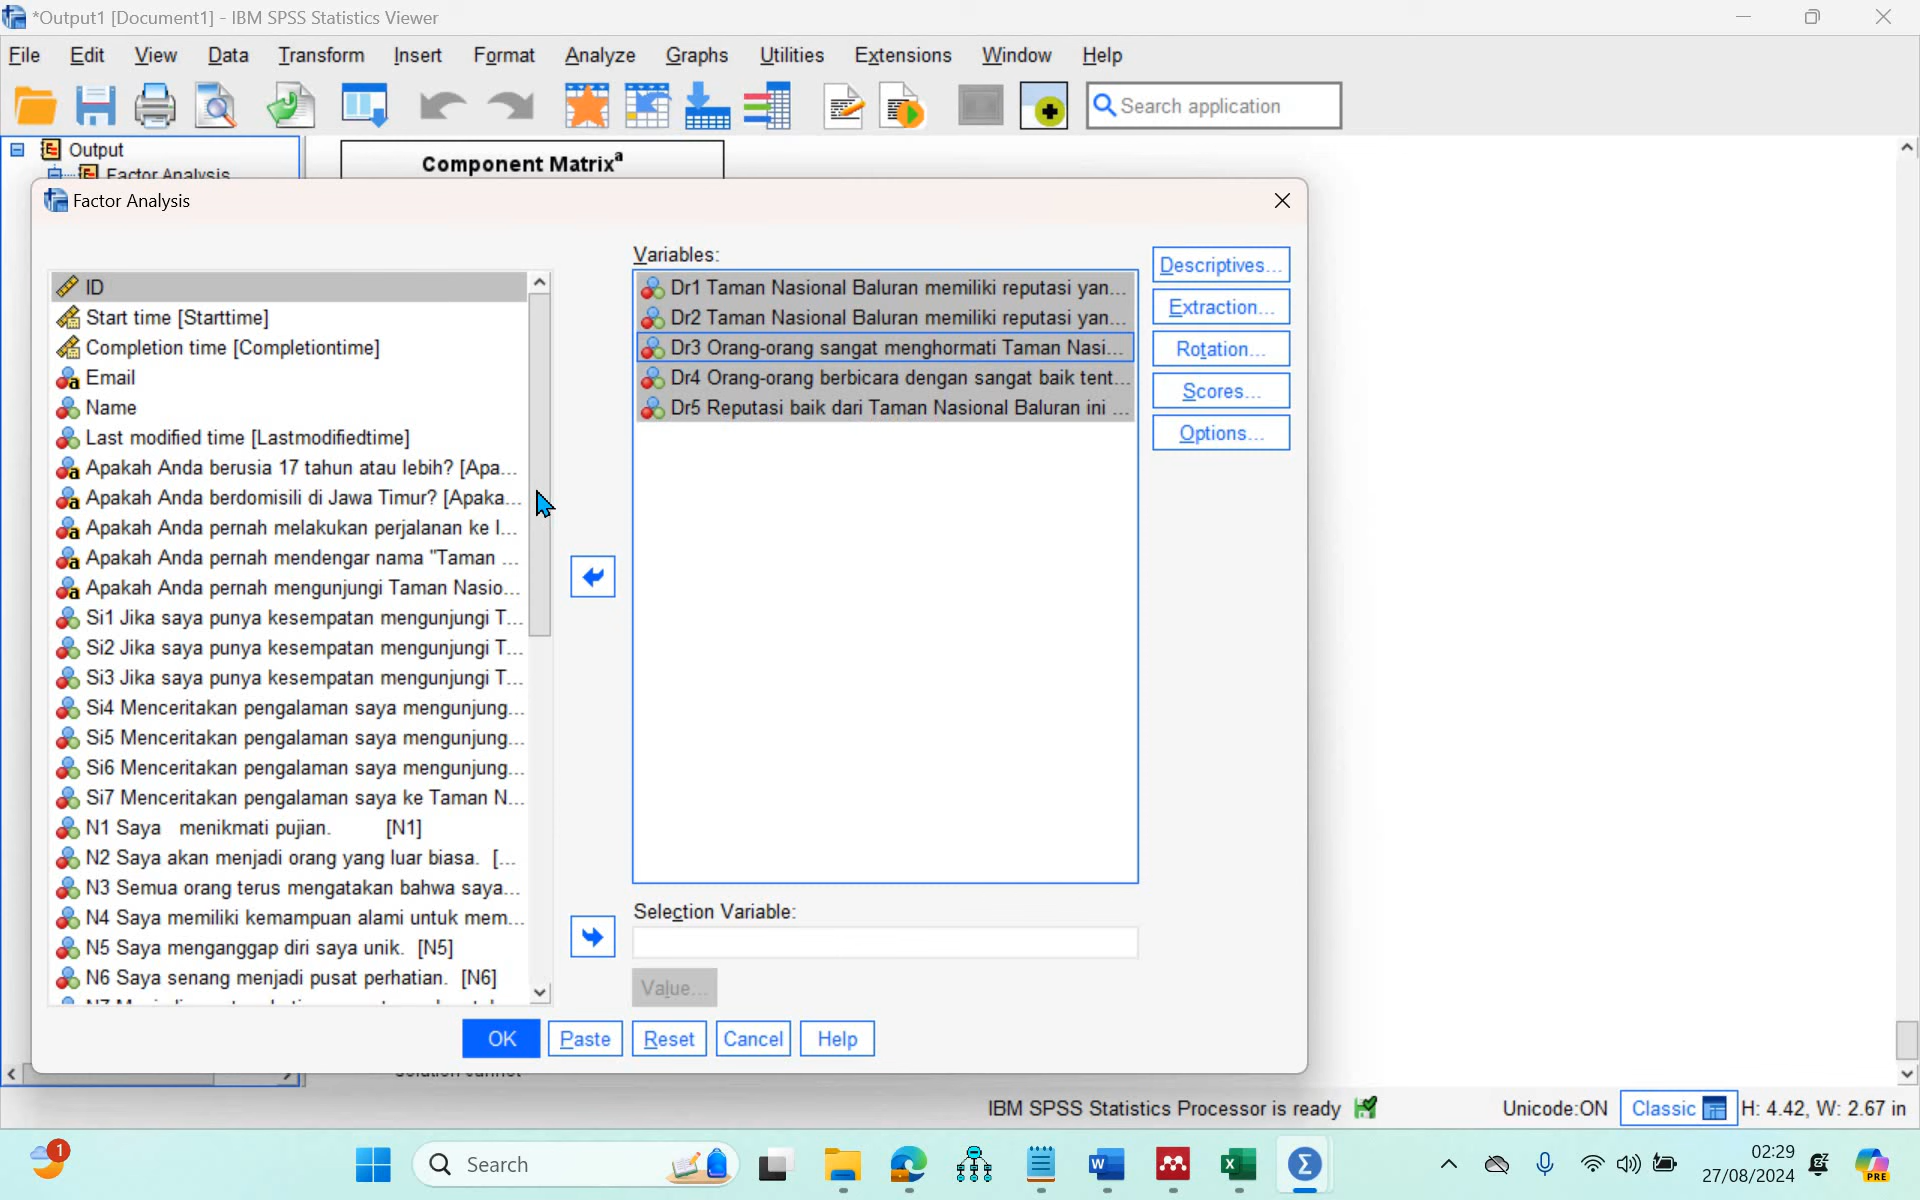 *Output1 [Document1] - IBM SPSS Statistics Viewer
File Edit View Data Transform Insert Format Analyze Graphs Utilities Extensions Window Help
Search application
Output
Factor Analysis
Component Matrixᵃ
Factor Analysis
Variables:
ID
Start time [Starttime]
Completion time [Completiontime]
Email
Name
Last modified time [Lastmodifiedtime]
Apakah Anda berusia 17 tahun atau lebih? [Apa...
Apakah Anda berdomisili di Jawa Timur? [Apaka...
Apakah Anda pernah melakukan perjalanan ke l...
Apakah Anda pernah mendengar nama "Taman ...
Apakah Anda pernah mengunjungi Taman Nasio...
Si1 Jika saya punya kesempatan mengunjungi T...
Si2 Jika saya punya kesempatan mengunjungi T...
Si3 Jika saya punya kesempatan mengunjungi T...
Si4 Menceritakan pengalaman saya mengunjung...
Si5 Menceritakan pengalaman saya mengunjung...
Si6 Menceritakan pengalaman saya mengunjung...
Si7 Menceritakan pengalaman saya ke Taman N...
N1 Saya menikmati pujian. [N1]
N2 Saya akan menjadi orang yang luar biasa. [...
N3 Semua orang terus mengatakan bahwa saya...
N4 Saya memiliki kemampuan alami untuk mem...
N5 Saya menganggap diri saya unik. [N5]
N6 Saya senang menjadi pusat perhatian. [N6]
Dr1 Taman Nasional Baluran memiliki reputasi yan...
Dr2 Taman Nasional Baluran memiliki reputasi yan...
Dr3 Orang-orang sangat menghormati Taman Nasi...
Dr4 Orang-orang berbicara dengan sangat baik tent...
Dr5 Reputasi baik dari Taman Nasional Baluran ini ...
Descriptives...
Extraction...
Rotation...
Scores...
Options...
Selection Variable:
Value...
OK Paste Reset Cancel Help
IBM SPSS Statistics Processor is ready
Unicode:ON
Classic
H: 4.42, W: 2.67 in
1
Search
02:29
27/08/2024
PRE